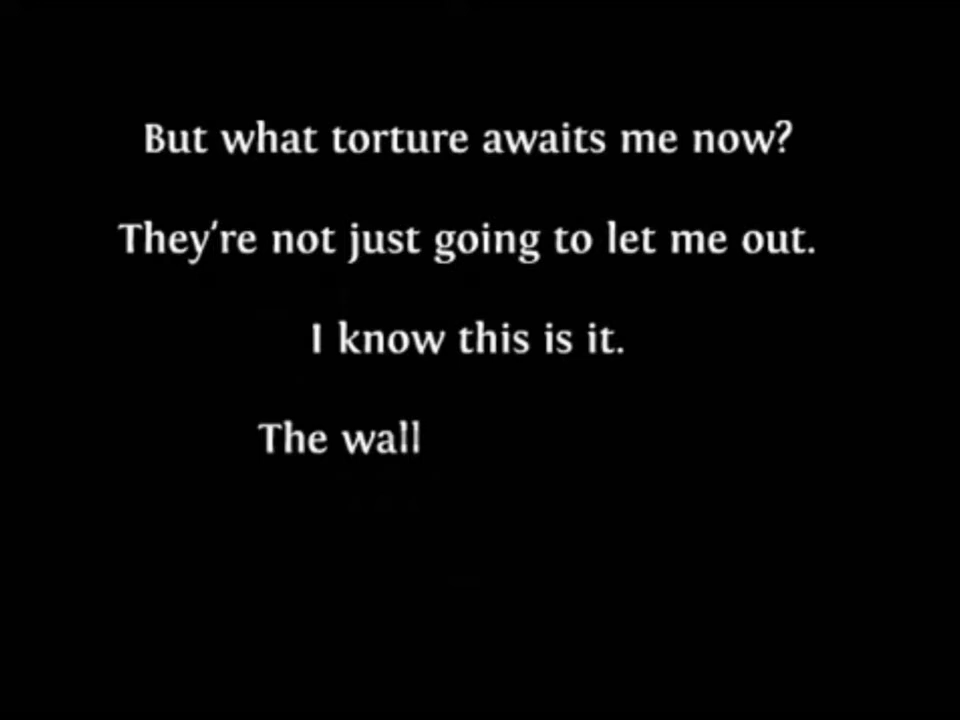 But what torture awaits me now?
They're not just going to let me out.
I know this is it.
The wall